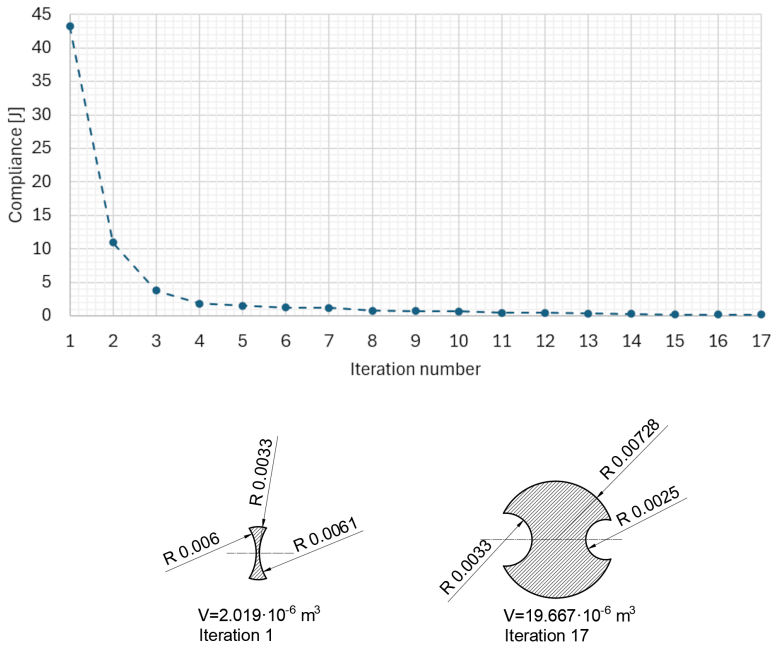 45
40
35
30
25
20
15
10
5
0
Compliance [J]
1 2 3 4 5 6 7 8 9 10 11 12 13 14 15 16 17
Iteration number
R 0.0033
R 0.006
R 0.0061
V=2.019·10⁻⁶ m³
Iteration 1
R 0.00728
R 0.0025
R 0.0033
V=19.667·10⁻⁶ m³
Iteration 17